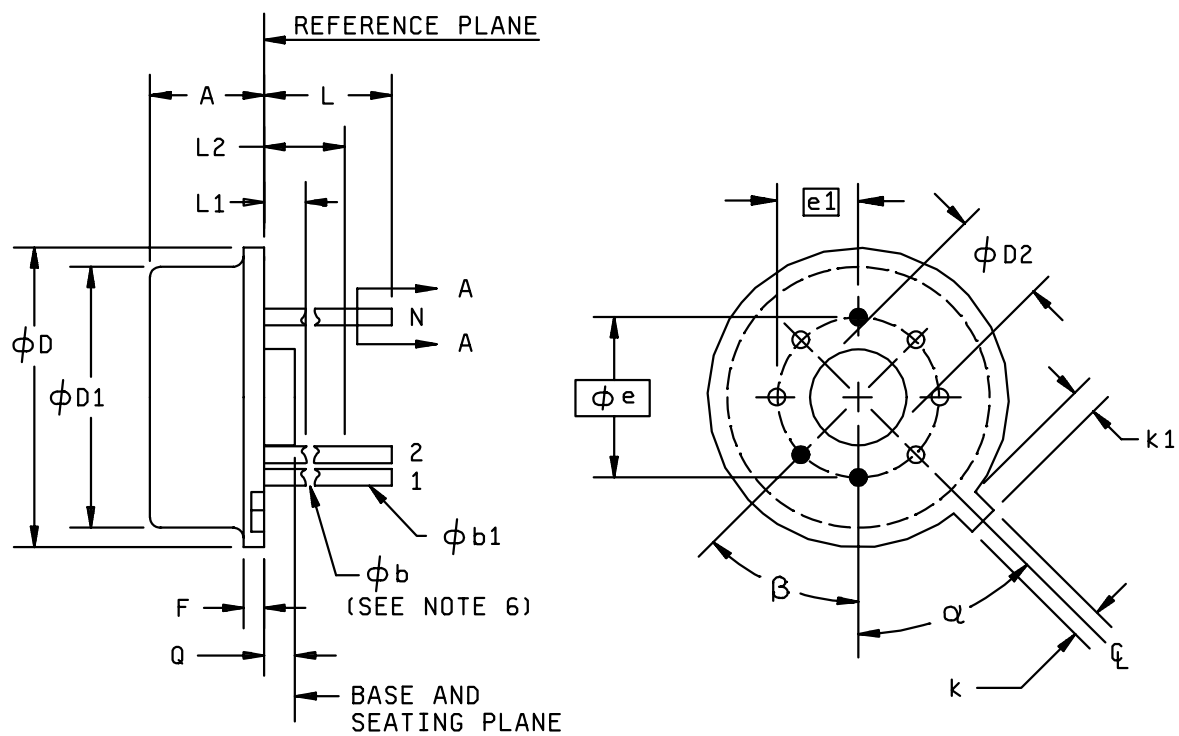 REFERENCE PLANE
A
L
L2
L1
e1
ϕD2
A
N
A
ϕD
ϕD1
ϕe
k1
2
1
ϕb1
ϕb
(SEE NOTE 6)
F
β
α
Q
℄
k
BASE AND
SEATING PLANE